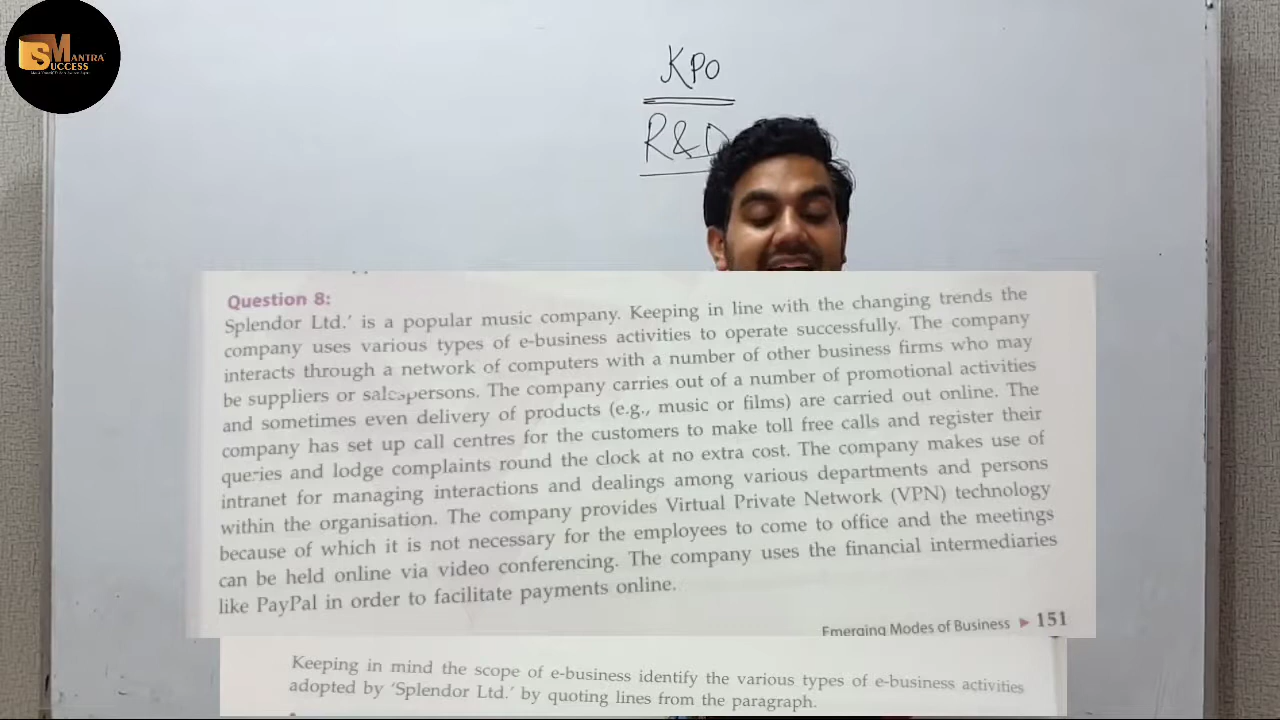 SMANTRA
SUCCESS
KPO
R&D
Question 8:
Splendor Ltd.' is a popular music company. Keeping in line with the changing trends the
company uses various types of e-business activities to operate successfully. The company
interacts through a network of computers with a number of other business firms who may
be suppliers or salespersons. The company carries out of a number of promotional activities
and sometimes even delivery of products (e.g., music or films) are carried out online. The
company has set up call centres for the customers to make toll free calls and register their
queries and lodge complaints round the clock at no extra cost. The company makes use of
intranet for managing interactions and dealings among various departments and persons
within the organisation. The company provides Virtual Private Network (VPN) technology
because of which it is not necessary for the employees to come to office and the meetings
can be held online via video conferencing. The company uses the financial intermediaries
like PayPal in order to facilitate payments online.
Emerging Modes of Business ▶ 151
Keeping in mind the scope of e-business identify the various types of e-business activities
adopted by 'Splendor Ltd.' by quoting lines from the paragraph.